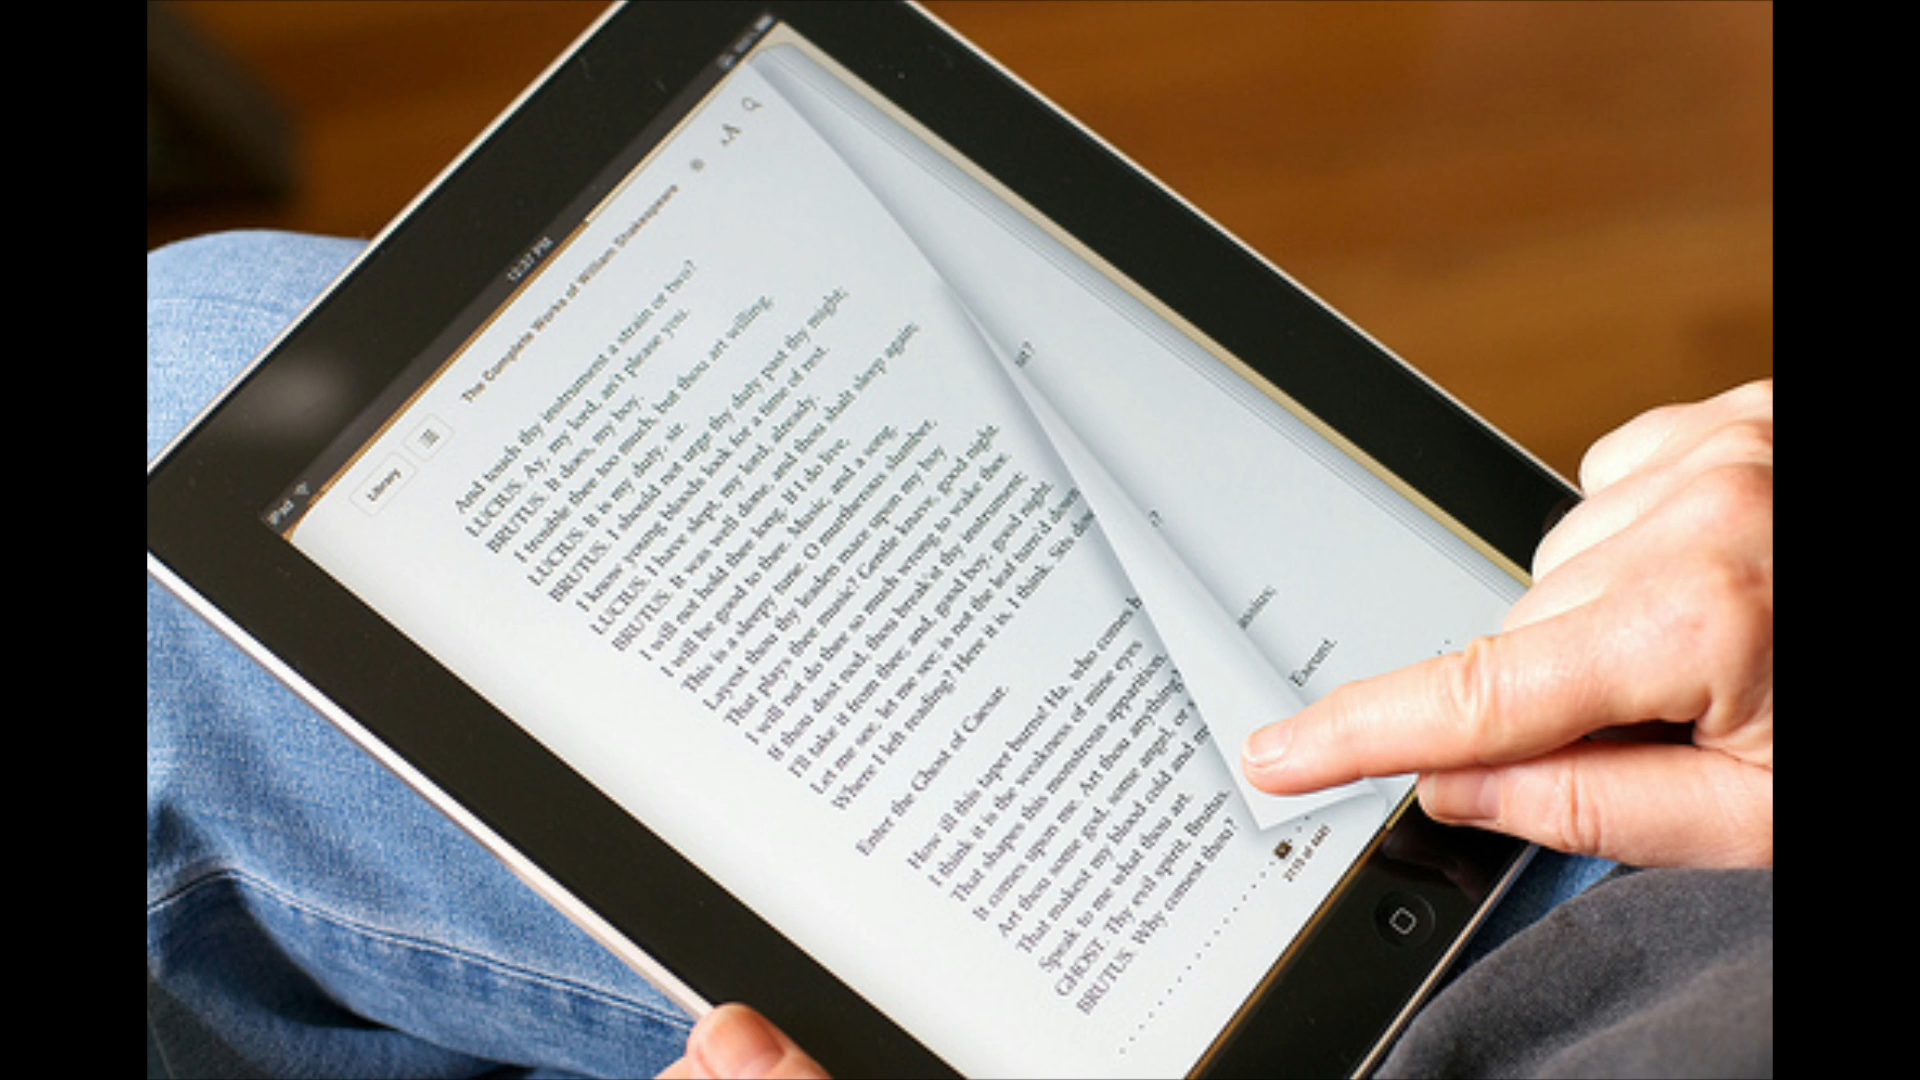 iPad
12:37 PM
Library
The Complete Works of William Shakespeare
AA
And touch thy instrument a strain or two?
LUCIUS. Ay, my lord, an't please you.
BRUTUS. It does, my boy.
I trouble thee too much, but thou art willing.
LUCIUS. It is my duty, sir.
BRUTUS. I should not urge thy duty past thy might;
I know young bloods look for a time of rest.
LUCIUS. I have slept, my lord, already.
BRUTUS. It was well done, and thou shalt sleep again;
I will not hold thee long. If I do live,
I will be good to thee. Music, and a song.
This is a sleepy tune. O murtherous slumber,
Layest thou thy leaden mace upon my boy
That plays thee music? Gentle knave, good night.
I will not do thee so much wrong to wake thee.
If thou dost nod, thou break'st thy instrument;
I'll take it from thee; and, good boy, good night.
Let me see, let me see; is not the leaf turn'd down
Where I left reading? Here it is, I think. Sits
Enter the Ghost of Caesar.
How ill this taper burns! Ha, who comes
I think it is the weakness of mine eyes
That shapes this monstrous apparition.
It comes upon me. Art thou anything?
Art thou some god, some angel, or
That makest my blood cold and
Speak to me what thou art.
GHOST. Thy evil spirit, Brutus.
BRUTUS. Why comest thou?
Exeunt.